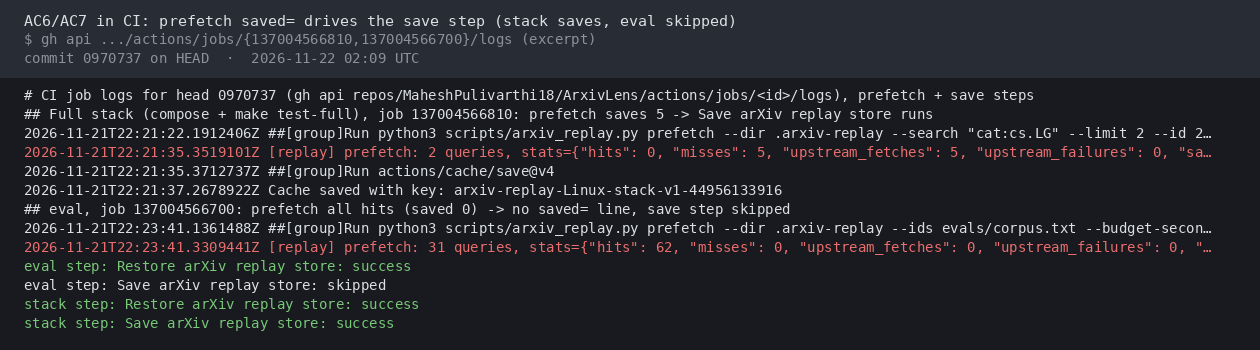 AC6/AC7 in CI: prefetch saved= drives the save step (stack saves, eval skipped)
$ gh api .../actions/jobs/{137004566810,137004566700}/logs (excerpt)
commit 0970737 on HEAD  ·  2026-11-22 02:09 UTC
# CI job logs for head 0970737 (gh api repos/MaheshPulivarthi18/ArxivLens/actions/jobs/<id>/logs), prefetch + save steps
## Full stack (compose + make test-full), job 137004566810: prefetch saves 5 -> Save arXiv replay store runs
2026-11-21T22:21:22.1912406Z ##[group]Run python3 scripts/arxiv_replay.py prefetch --dir .arxiv-replay --search "cat:cs.LG" --limit 2 --id 2…
2026-11-21T22:21:35.3519101Z [replay] prefetch: 2 queries, stats={"hits": 0, "misses": 5, "upstream_fetches": 5, "upstream_failures": 0, "sa…
2026-11-21T22:21:35.3712737Z ##[group]Run actions/cache/save@v4
2026-11-21T22:21:37.2678922Z Cache saved with key: arxiv-replay-Linux-stack-v1-44956133916
## eval, job 137004566700: prefetch all hits (saved 0) -> no saved= line, save step skipped
2026-11-21T22:23:41.1361488Z ##[group]Run python3 scripts/arxiv_replay.py prefetch --dir .arxiv-replay --ids evals/corpus.txt --budget-secon…
2026-11-21T22:23:41.3309441Z [replay] prefetch: 31 queries, stats={"hits": 62, "misses": 0, "upstream_fetches": 0, "upstream_failures": 0, "…
eval step: Restore arXiv replay store: success
eval step: Save arXiv replay store: skipped
stack step: Restore arXiv replay store: success
stack step: Save arXiv replay store: success